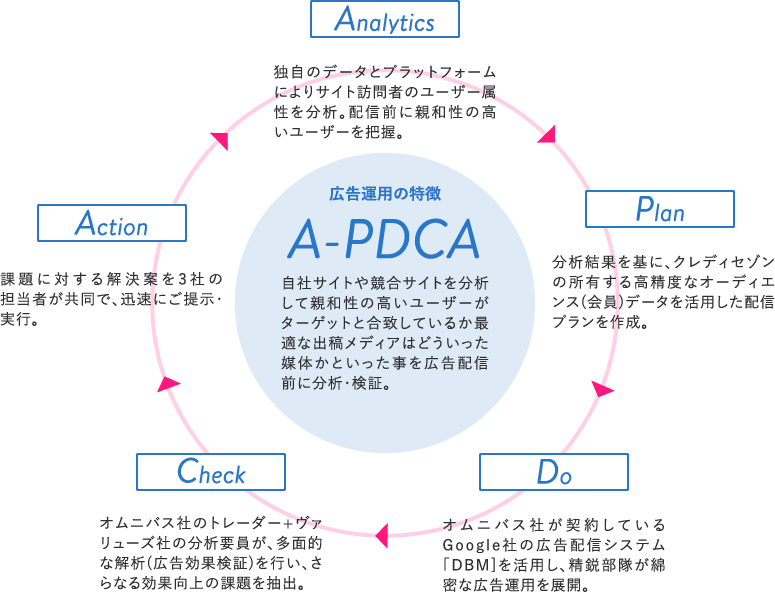 Analytics
独自のデータとプラットフォーム
によりサイト訪問者のユーザー属
性を分析。配信前に親和性の高
いユーザーを把握。
広告運用の特徴
A-PDCA
自社サイトや競合サイトを分析
して親和性の高いユーザーが
ターゲットと合致しているか最
適な出稿メディアはどういった
媒体かといった事を広告配信
前に分析・検証。
Plan
分析結果を基に、クレディセゾン
の所有する高精度なオーディエ
ンス(会員)データを活用した配信
プランを作成。
Do
オムニバス社が契約している
Google社の広告配信システム
「DBM]を活用し、精鋭部隊が綿
密な広告運用を展開。
Check
オムニバス社のトレーダー+ヴァ
リューズ社の分析要員が、多面的
な解析(広告効果検証)を行い、さ
らなる効果向上の課題を抽出。
Action
課題に対する解決案を3社の
担当者が共同で、迅速にご提示・
実行。